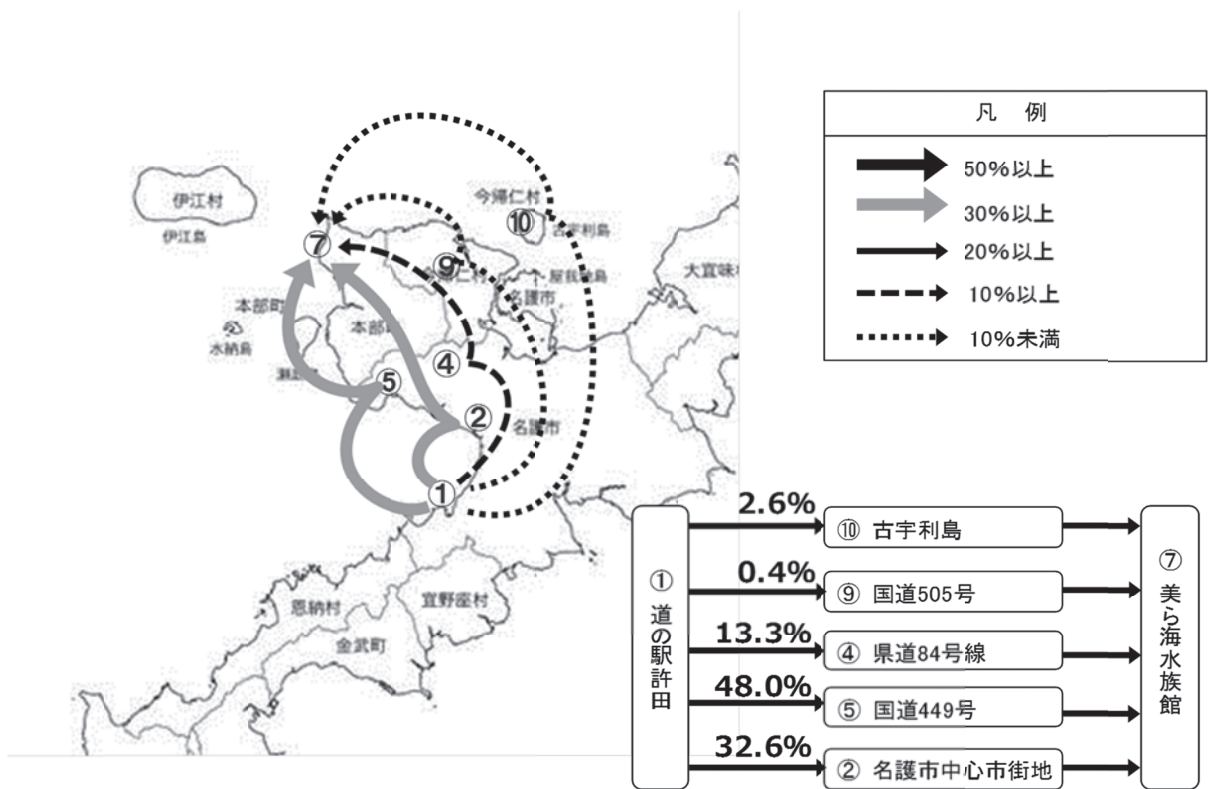 凡 例
50%以上
30%以上
20%以上
10%以上
10%未満
伊江村
伊江島
今帰仁村
⑩
古宇利島
⑦
⑨
今帰仁村
屋我地島
名護市
大宜味村
本部町
本部町
水納島
④
⑤
②
名護市
①
恩納村
宜野座村
金武町
① 道の駅許田
2.6%
⑩ 古宇利島
0.4%
⑨ 国道505号
13.3%
④ 県道84号線
48.0%
⑤ 国道449号
32.6%
② 名護市中心市街地
⑦ 美ら海水族館